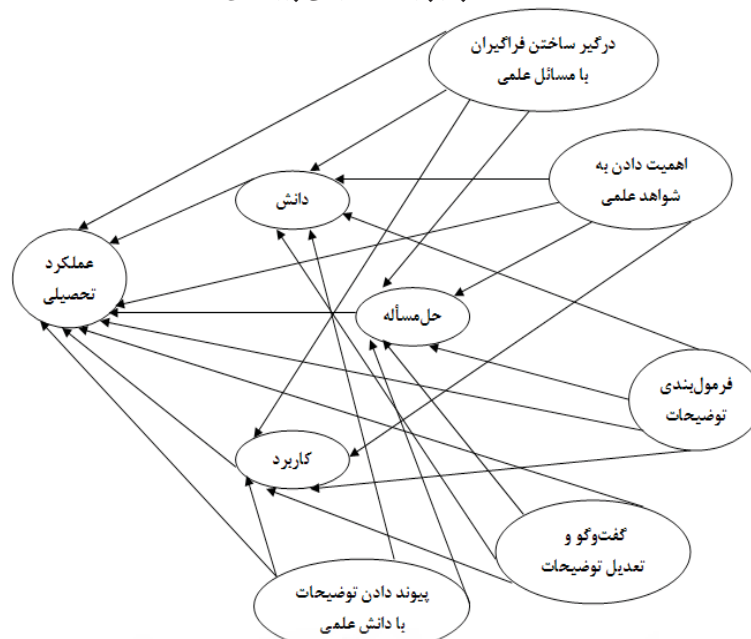 درگیر ساختن فراگیران
با مسائل علمی
اهمیت دادن به
شواهد علمی
دانش
عملکرد
تحصیلی
حل‌مسأله
فرمول‌بندی
توضیحات
کاربرد
گفت‌وگو و
تعدیل توضیحات
پیوند دادن توضیحات
با دانش علمی